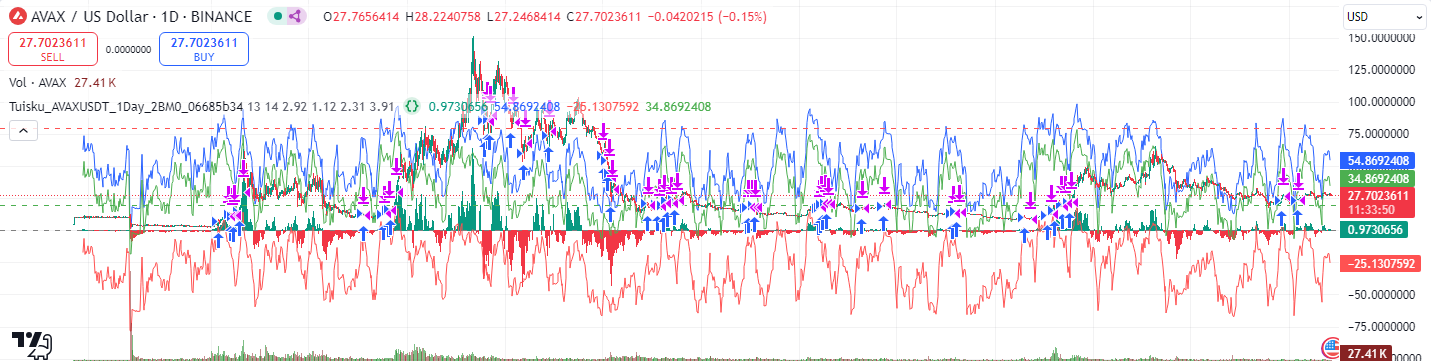 AVAX / US Dollar · 1D · BINANCE O27.7656414 H28.2240758 L27.2468414 C27.7023611 −0.0420215 (−0.15%)
USD
27.7023611
SELL
0.0000000
27.7023611
BUY
Vol · AVAX 27.41 K
Tuisku_AVAXUSDT_1Day_2BM0_06685b34 13 14 2.92 1.12 2.31 3.91 0.9730656 54.8692408 −25.1307592 34.8692408
150.0000000
125.0000000
100.0000000
75.0000000
54.8692408
34.8692408
27.7023611
11:33:50
0.9730656
−25.1307592
−50.0000000
−75.0000000
27.41 K